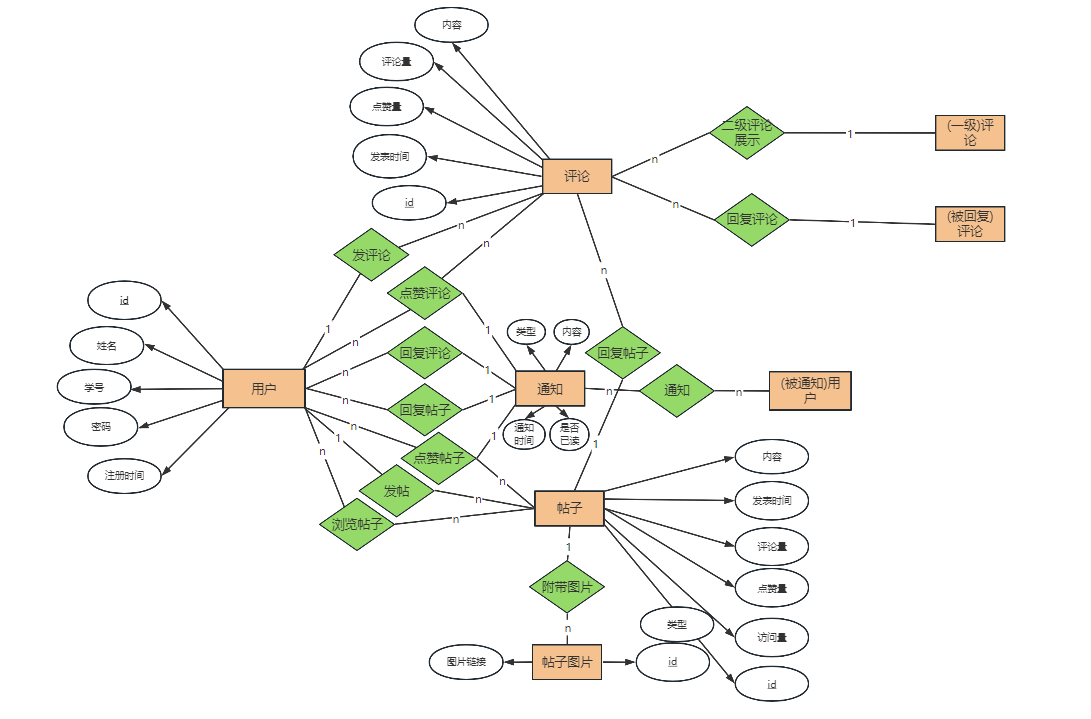 内容
评论量
点赞量
发表时间
id
评论
n
二级评论
展示
1
(一级)评
论
n
回复评论
1
(被回复)
评论
n
发评论
n
n
点赞评论
id
姓名
学号
密码
注册时间
用户
1
n
n
回复评论
n
回复帖子
n
点赞帖子
1
发帖
n
浏览帖子
1
1
1
1
类型
内容
通知
通知
时间
是否
已读
回复帖子
n
通知
n
(被通知)用
户
1
n
n
n
帖子
内容
发表时间
评论量
点赞量
访问量
id
类型
1
附带图片
n
图片链接
帖子图片
id